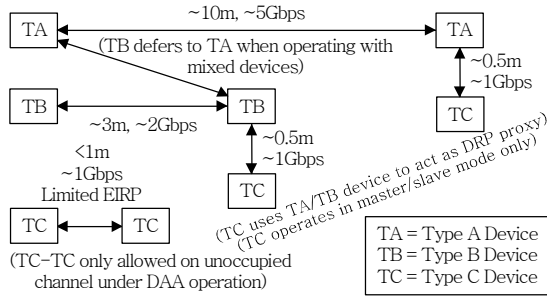 ~10m, ~5Gbps
TA
TA
(TB defers to TA when operating with
mixed devices)
~0.5m
~1Gbps
TB
TB
TC
~3m, ~2Gbps
<1m
~1Gbps
Limited EIRP
~0.5m
~1Gbps
TC
(TC uses TA/TB device to act as DRP proxy)
(TC operates in master/slave mode only)
TC
TC
(TC-TC only allowed on unoccupied
channel under DAA operation)
TA = Type A Device
TB = Type B Device
TC = Type C Device